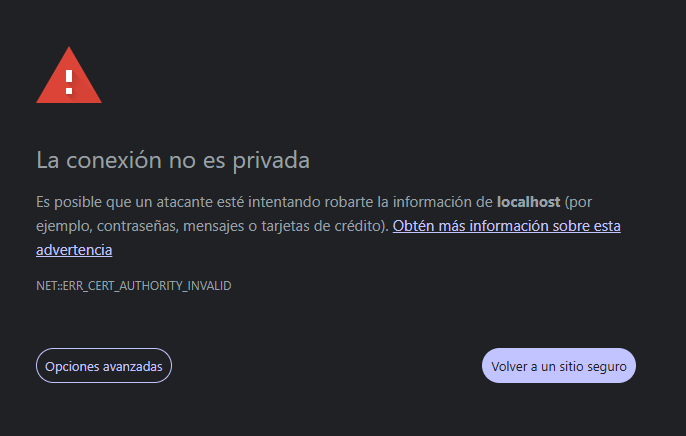 La conexión no es privada
Es posible que un atacante esté intentando robarte la información de localhost (por
ejemplo, contraseñas, mensajes o tarjetas de crédito). Obtén más información sobre esta
advertencia
NET::ERR_CERT_AUTHORITY_INVALID
Opciones avanzadas
Volver a un sitio seguro